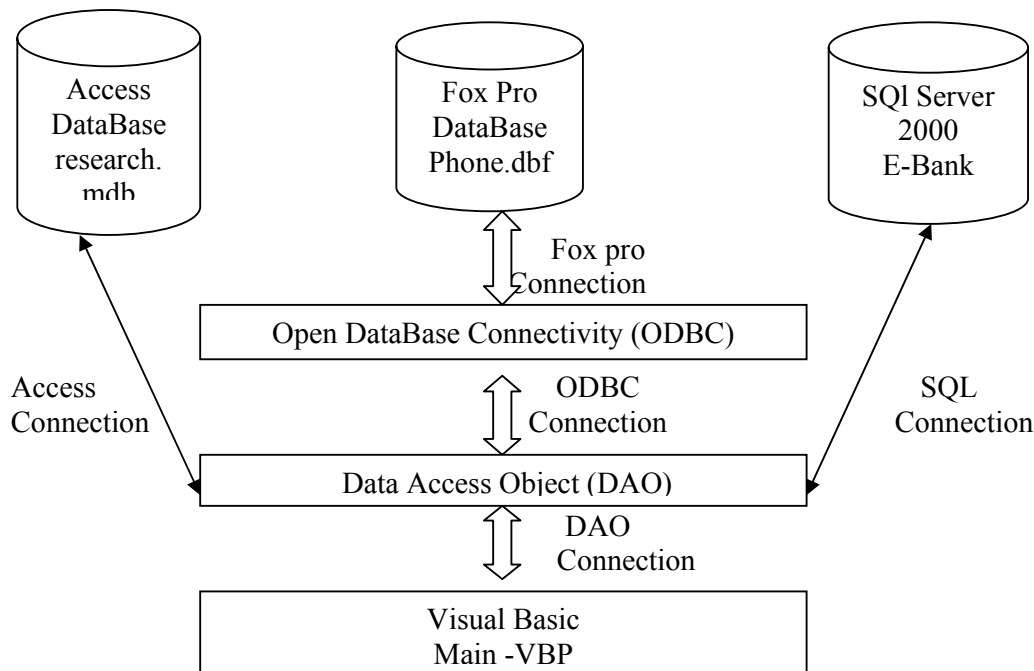 Access
DataBase
research.
mdb
Fox Pro
DataBase
Phone.dbf
SQl Server
2000
E-Bank
Fox pro
Connection
Open DataBase Connectivity (ODBC)
Access
Connection
ODBC
Connection
SQL
Connection
Data Access Object (DAO)
DAO
Connection
Visual Basic
Main -VBP